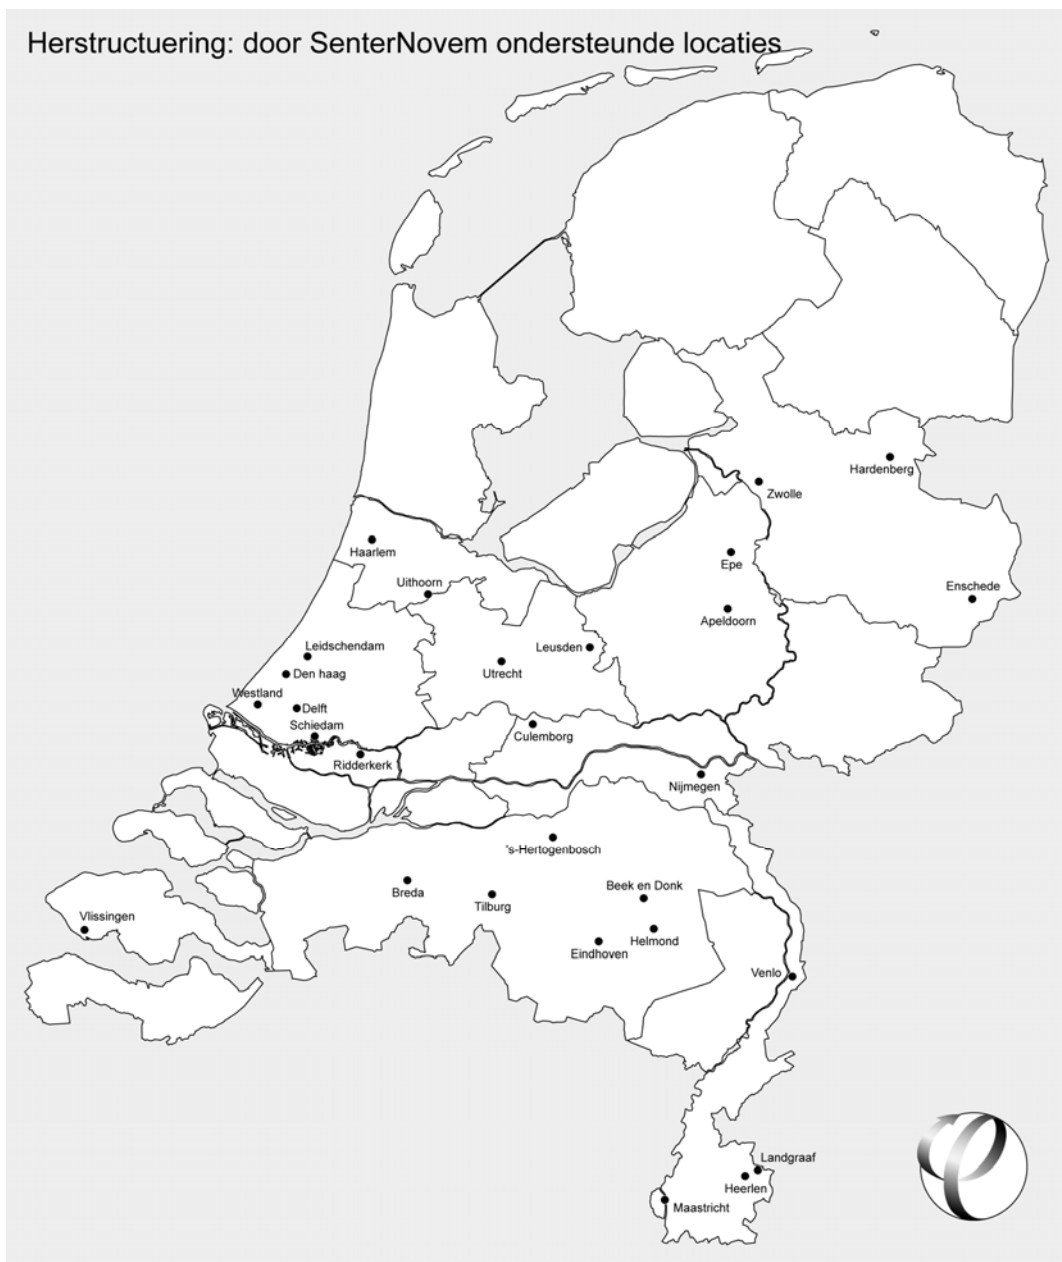 Herstructuering: door SenterNovem ondersteunde locaties
Hardenberg
Zwolle
Haarlem
Epe
Uithoorn
Enschede
Apeldoorn
Leidschendam
Leusden
Den haag
Utrecht
Westland
Delft
Schiedam
Culemborg
Ridderkerk
Nijmegen
's-Hertogenbosch
Beek en Donk
Breda
Tilburg
Vlissingen
Helmond
Eindhoven
Venlo
Landgraaf
Heerlen
Maastricht